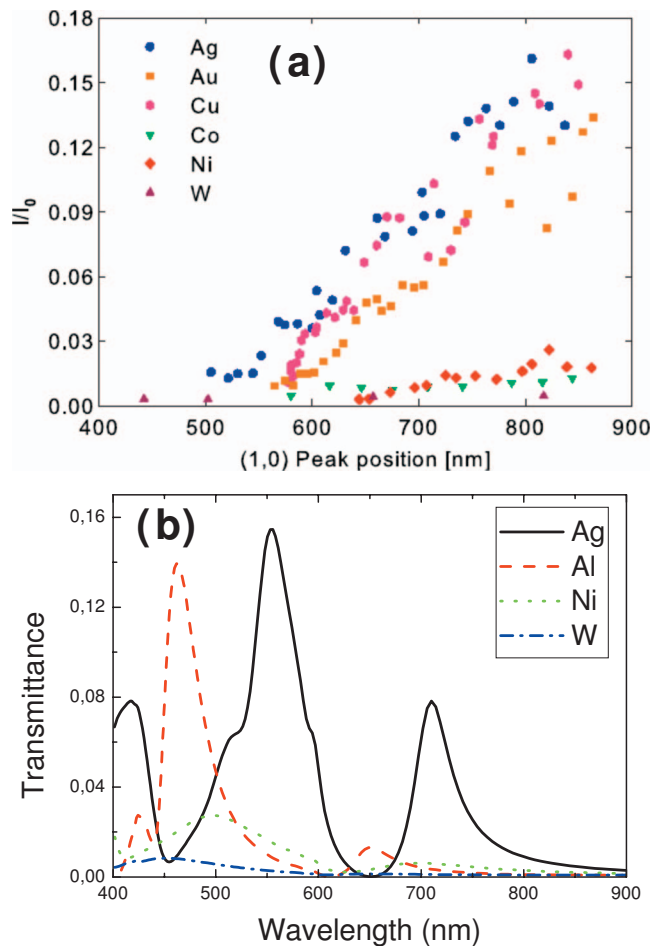 (a)
0.18
0.15
0.12
0.09
0.06
0.03
0.00
I/I0
Ag
Au
Cu
Co
Ni
W
400 500 600 700 800 900
(1,0) Peak position [nm]
(b)
0,16
0,12
0,08
0,04
0,00
Transmittance
Ag
Al
Ni
W
400 500 600 700 800 900
Wavelength (nm)